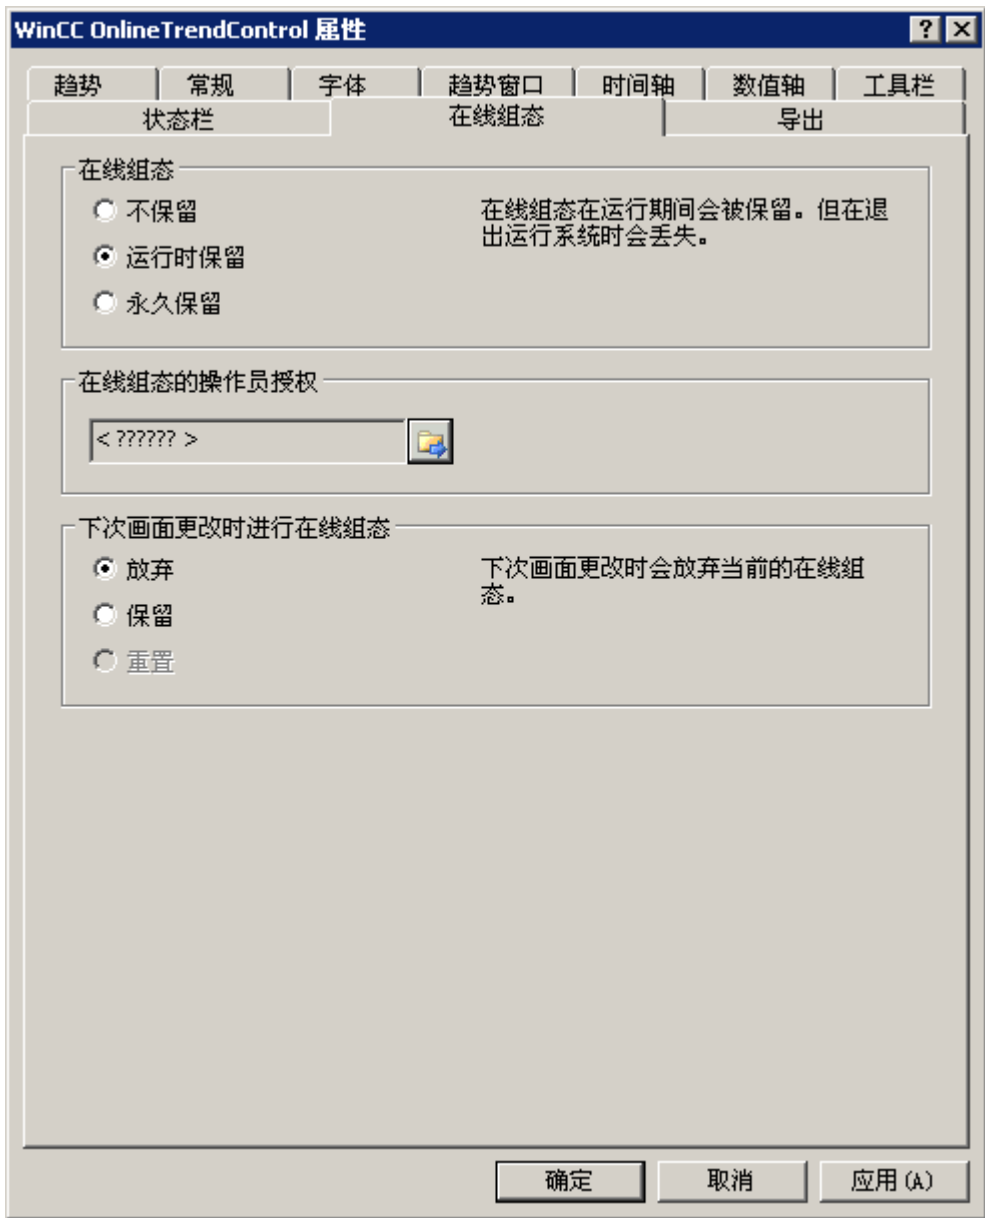 WinCC OnlineTrendControl 属性
趋势 常规 字体 趋势窗口 时间轴 数值轴 工具栏
状态栏 在线组态 导出
在线组态
不保留
运行时保留
永久保留
在线组态在运行期间会被保留。但在退
出运行系统时会丢失。
在线组态的操作员授权
< ?????? >
下次画面更改时进行在线组态
放弃
保留
重置
下次画面更改时会放弃当前的在线组
态。
确定 取消 应用(A)